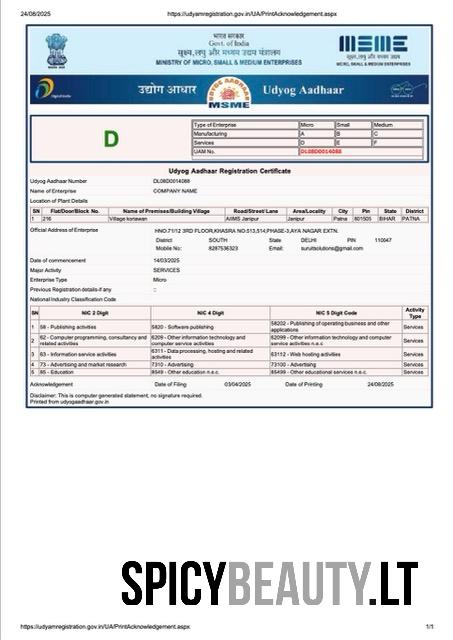 24/08/2025 https://udyamregistration.gov.in/UA/PrintAcknowledgement.aspx
भारत सरकार
Govt. of India
सूक्ष्म,लघु और मध्यम उद्यम मंत्रालय
MINISTRY OF MICRO, SMALL & MEDIUM ENTERPRISES
MICRO, SMALL & MEDIUM ENTERPRISES
Digital India
उद्योग आधार
UDYOG AADHAAR
MSME
Udyog Aadhaar
D
Type of Enterprise Micro Small Medium
Manufacturing A B C
Services D E F
UAM No. DL08D0014088
Udyog Aadhaar Registration Certificate
Udyog Aadhaar Number DL08D0014088
Name of Enterprise COMPANY NAME
Location of Plant Details
SN Flat/Door/Block No. Name of Premises/Building Village Road/Street/Lane Area/Locality City Pin State District
1 216 Village koriawan AIIMS Janipur Janipur Patna 801505 BIHAR PATNA
Official Address of Enterprise HNO.71/12 3RD FLOOR,KHASRA NO.513,514,PHASE-3,AYA NAGAR EXTN.
District SOUTH State DELHI PIN 110047
Mobile No: 8287536323 Email: suruitsolutions@gmail.com
Date of commencement 14/03/2025
Major Activity SERVICES
Enterprise Type Micro
Previous Registration details-if any ::
National Industry Classification Code
SN NIC 2 Digit NIC 4 Digit NIC 5 Digit Code Activity Type
1 58 - Publishing activities 5820 - Software publishing 58202 - Publishing of operating business and other applications Services
2 62 - Computer programming, consultancy and related activities 6209 - Other information technology and computer service activities 62099 - Other information technology and computer service activities n.e.c Services
3 63 - Information service activities 6311 - Data processing, hosting and related activities 63112 - Web hosting activities Services
4 73 - Advertising and market research 7310 - Advertising 73100 - Advertising Services
5 85 - Education 8549 - Other education n.e.c. 85499 - Other educational services n.e.c. Services
Acknowledgement Date of Filing 03/04/2025 Date of Printing 24/08/2025
Disclaimer: This is computer generated statement, no signature required.
Printed from udyogaadhaar.gov.in
SPICYBEAUTY.LT
https://udyamregistration.gov.in/UA/PrintAcknowledgement.aspx 1/1